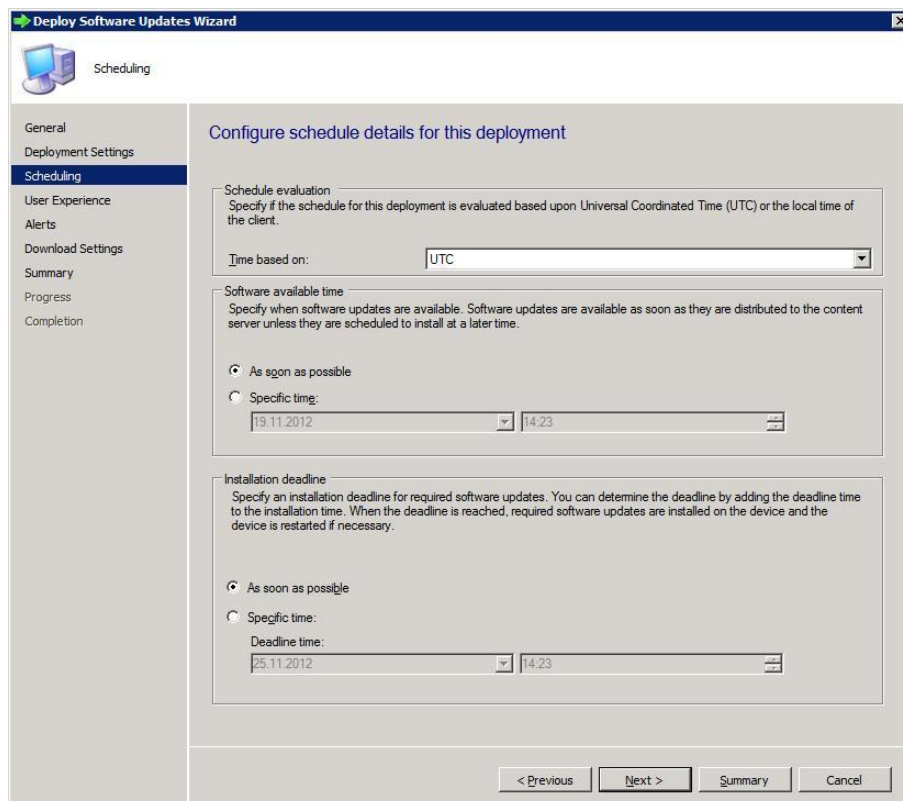 Deploy Software Updates Wizard
Scheduling
General
Deployment Settings
Scheduling
User Experience
Alerts
Download Settings
Summary
Progress
Completion
Configure schedule details for this deployment
Schedule evaluation
Specify if the schedule for this deployment is evaluated based upon Universal Coordinated Time (UTC) or the local time of
the client.
Time based on: UTC
Software available time
Specify when software updates are available. Software updates are available as soon as they are distributed to the content
server unless they are scheduled to install at a later time.
As soon as possible
Specific time:
19.11.2012 14:23
Installation deadline
Specify an installation deadline for required software updates. You can determine the deadline by adding the deadline time
to the installation time. When the deadline is reached, required software updates are installed on the device and the
device is restarted if necessary.
As soon as possible
Specific time:
Deadline time:
25.11.2012 14:23
< Previous Next > Summary Cancel